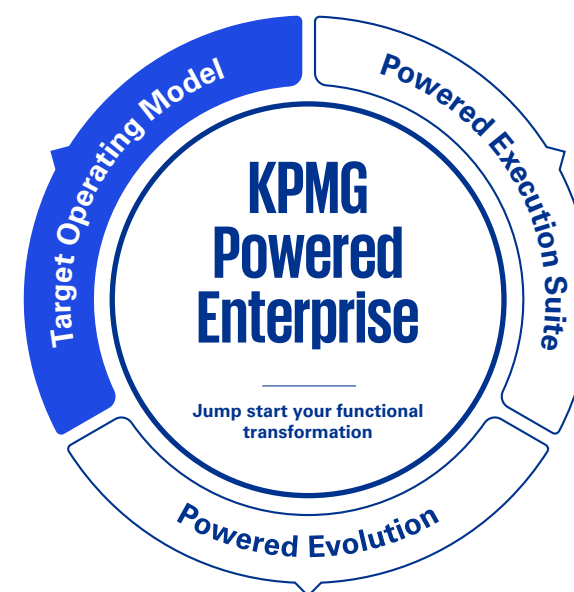 Target Operating Model
Powered Execution Suite
KPMG
Powered
Enterprise
Jump start your functional
transformation
Powered Evolution